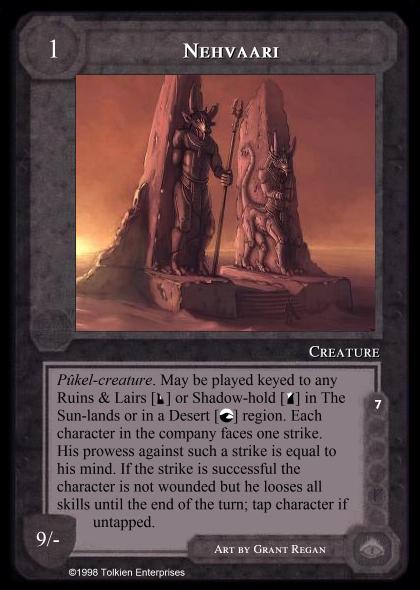 1
NEHVAARI
CREATURE
Pûkel-creature. May be played keyed to any
Ruins & Lairs [] or Shadow-hold [] in The
Sun-lands or in a Desert [] region. Each
character in the company faces one strike.
His prowess against such a strike is equal to
his mind. If the strike is successful the
character is not wounded but he looses all
skills until the end of the turn; tap character if
untapped.
7
9/-
ART BY GRANT REGAN
©1998 Tolkien Enterprises